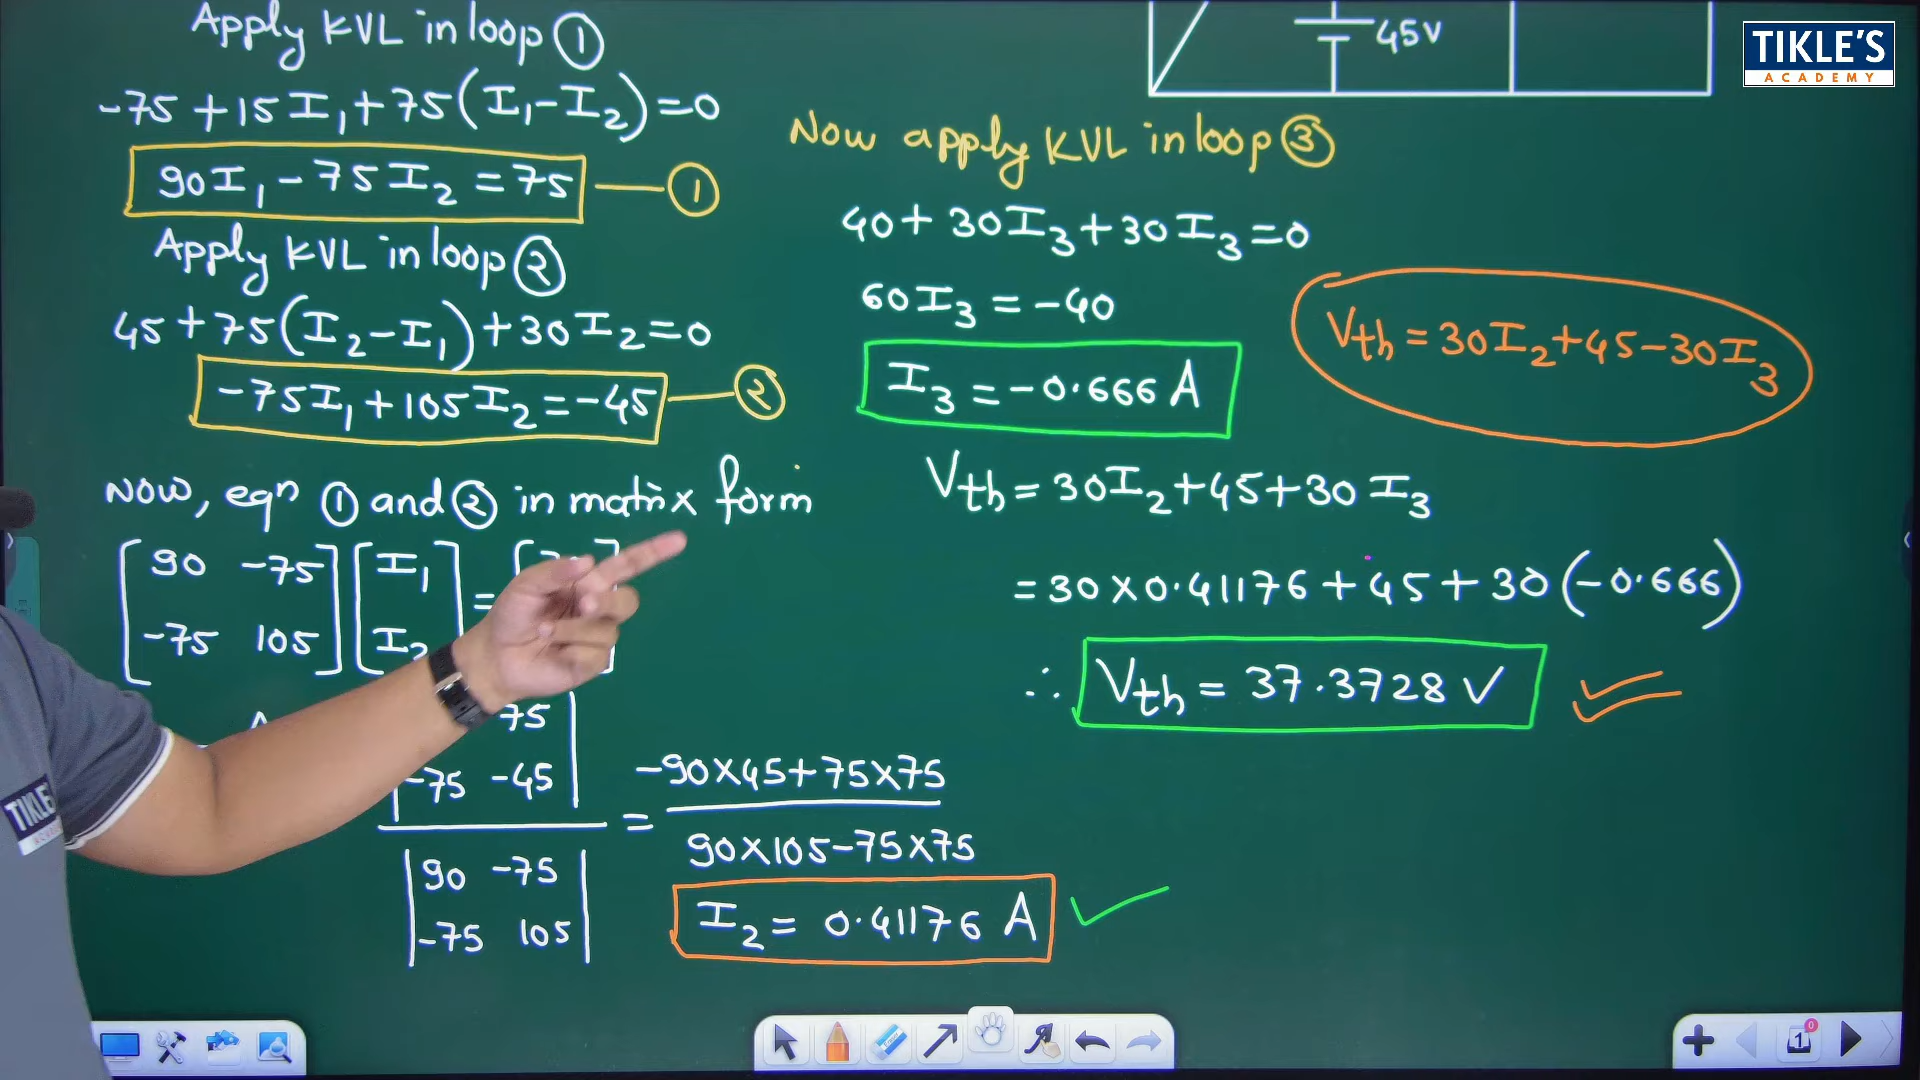 Apply KVL in loop ①
-75 + 15I₁ + 75(I₁-I₂) = 0
90I₁ - 75I₂ = 75 — ①
Apply KVL in loop ②
45 + 75(I₂-I₁) + 30I₂ = 0
-75I₁ + 105I₂ = -45 — ②
Now, eqn ① and ② in matrix form
90 -75 I₁ =
-75 105 I₂
75
-75 -45
90 -75
-75 105
= -90×45+75×75
90×105-75×75
I₂ = 0.41176 A
45V
Now apply KVL in loop ③
40 + 30I₃ + 30I₃ = 0
60I₃ = -40
I₃ = -0.666 A
Vth = 30I₂+45-30I₃
Vth = 30I₂+45+30I₃
= 30×0.41176 + 45 + 30(-0.666)
∴ Vth = 37.3728 V
TIKLE'S
ACADEMY
TIKLE
1
0